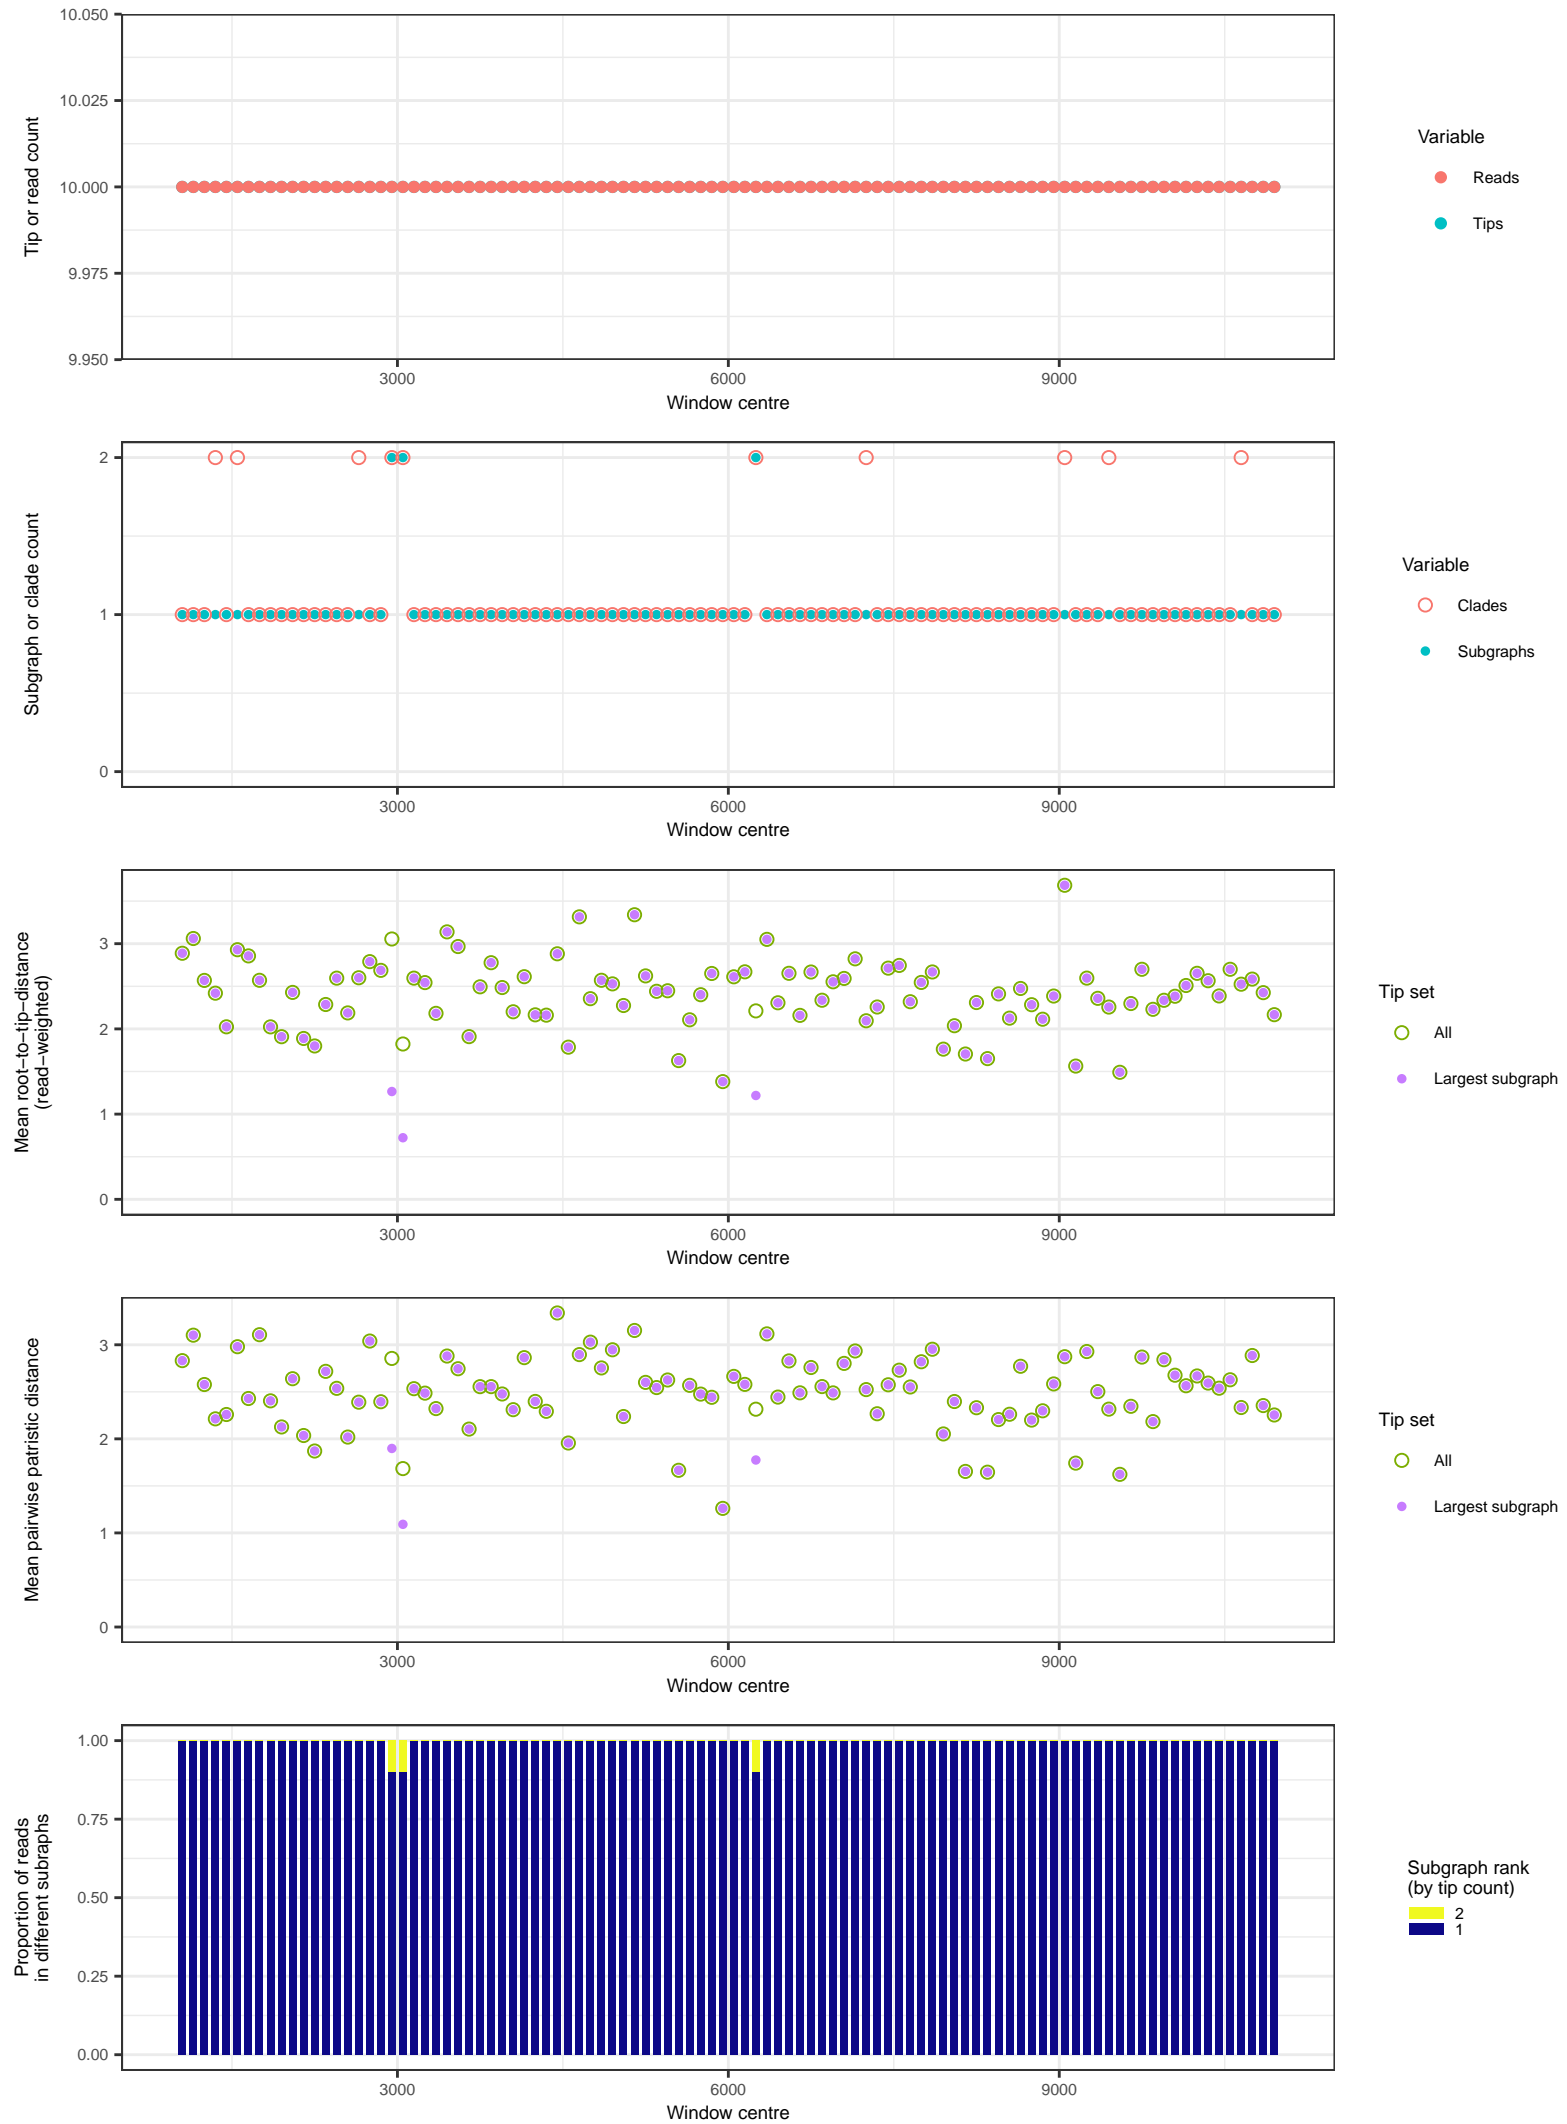 10.050
10.025
10.000
9.975
9.950
Tip or read count
3000 6000 9000
Window centre
Variable
Reads
Tips
2
1
0
Subgraph or clade count
3000 6000 9000
Window centre
Variable
Clades
Subgraphs
3
2
1
0
Mean root−to−tip−distance
(read−weighted)
3000 6000 9000
Window centre
Tip set
All
Largest subgraph
3
2
1
0
Mean pairwise patristic distance
3000 6000 9000
Window centre
Tip set
All
Largest subgraph
1.00
0.75
0.50
0.25
0.00
Proportion of reads
in different subraphs
3000 6000 9000
Window centre
Subgraph rank
(by tip count)
2
1